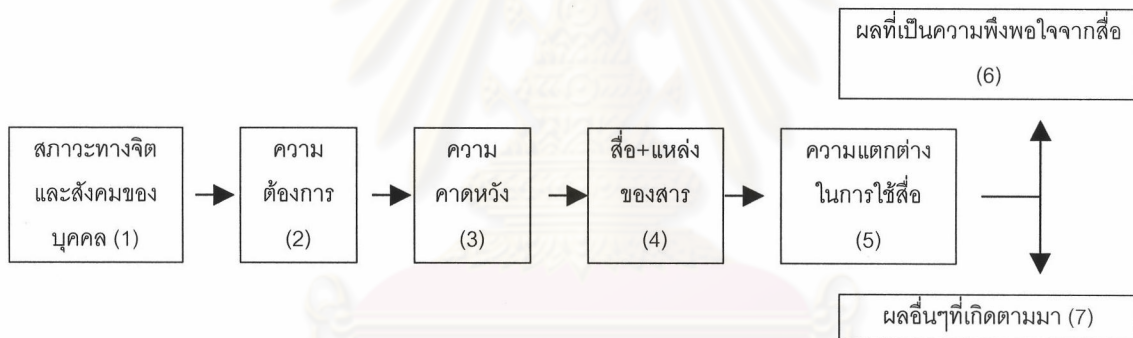 ผลที่เป็นความพึงพอใจจากสื่อ
(6)
สภาวะทางจิต
และสังคมของ
บุคคล (1)
ความ
ต้องการ
(2)
ความ
คาดหวัง
(3)
สื่อ+แหล่ง
ของสาร
(4)
ความแตกต่าง
ในการใช้สื่อ
(5)
ผลอื่นๆที่เกิดตามมา (7)